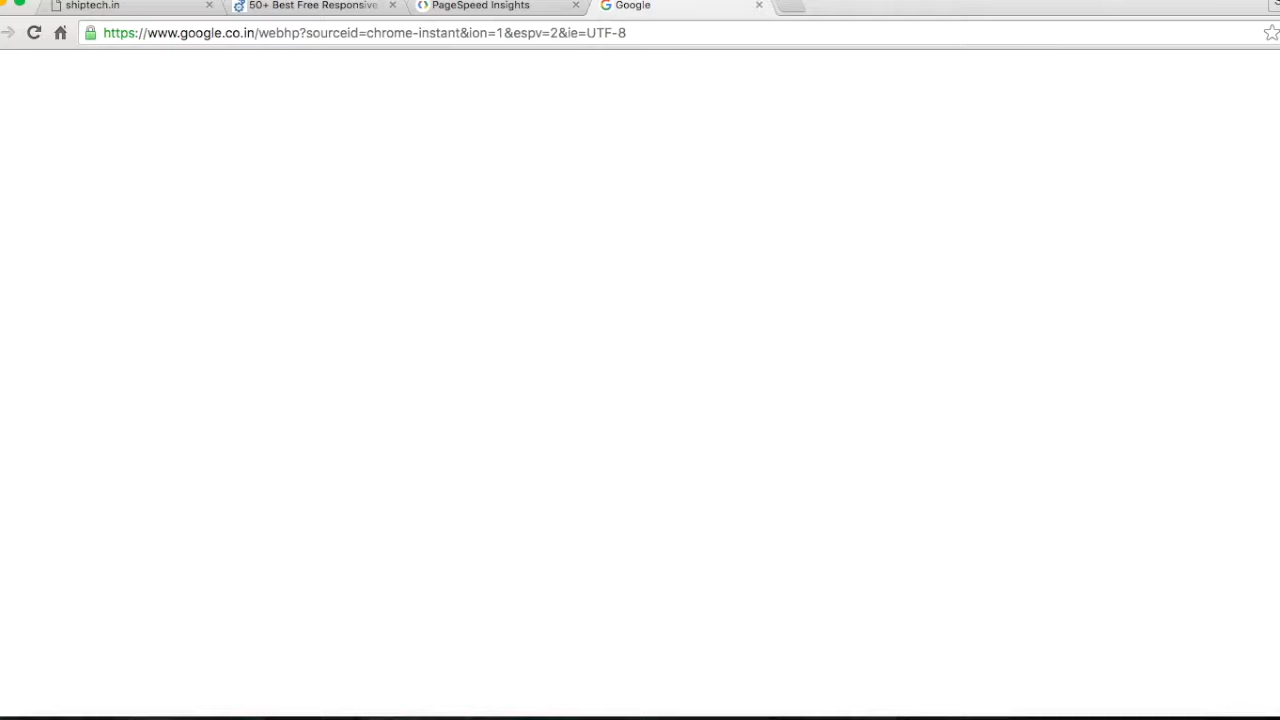 shiptech.in 50+ Best Free Responsive PageSpeed Insights Google
https://www.google.co.in/webhp?sourceid=chrome-instant&ion=1&espv=2&ie=UTF-8